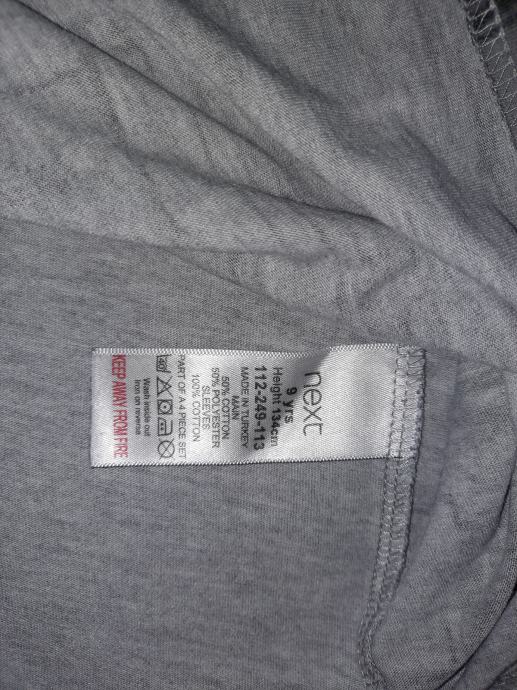 next
9 yrs
Height 134cm
112-249-113
MADE IN TURKEY
MAIN
50% COTTON
50% POLYESTER
SLEEVES
100% COTTON
PART OF A 4 PIECE SET
40
Wash inside out
Iron on reverse
KEEP AWAY FROM FIRE